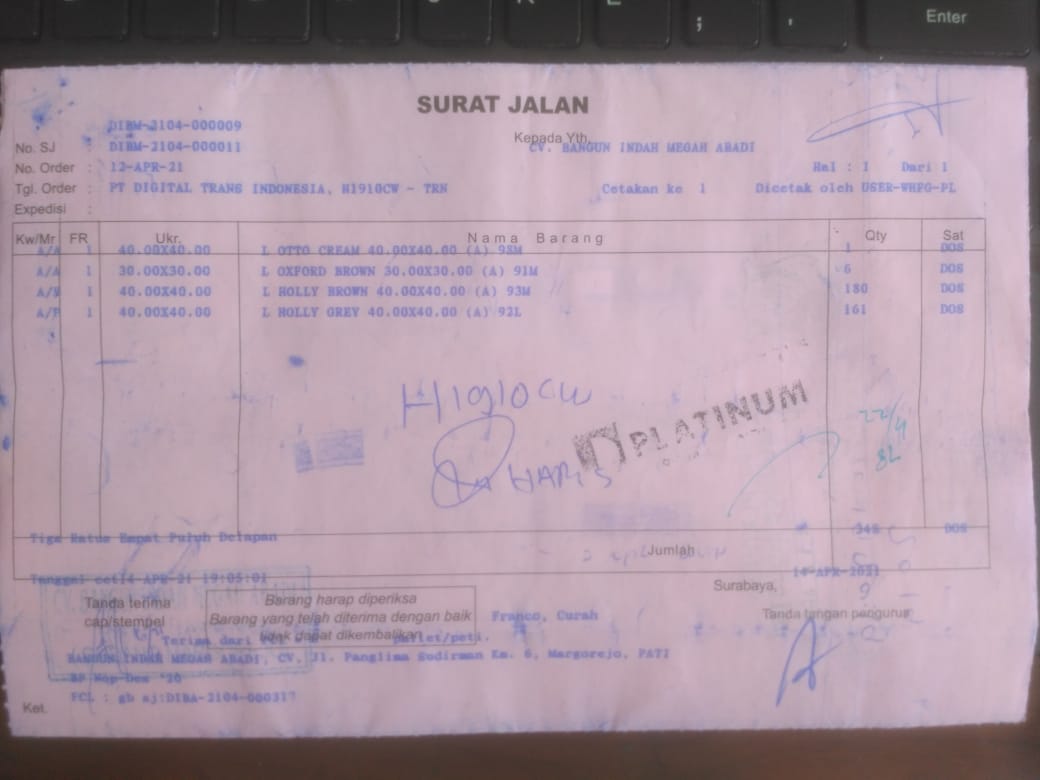 Enter
SURAT JALAN
DIBM-2104-000009
Kepada Yth.
No. SJ : DIBM-2104-000011
CV. BANGUN INDAH MEGAH ABADI
No. Order : 12-APR-21
Hal : 1 Dari 1
Tgl. Order : PT DIGITAL TRANS INDONESIA, H1910CW - TRN
Cetakan ke 1 Dicetak oleh USER-WHFG-PL
Expedisi :
Kw/Mr FR Ukr. Nama Barang Qty Sat
A/A 1 40.00X40.00 L OTTO CREAM 40.00X40.00 (A) 98M 1 DOS
A/A 1 30.00X30.00 L OXFORD BROWN 30.00X30.00 (A) 91M 6 DOS
1 40.00X40.00 L HOLLY BROWN 40.00X40.00 (A) 93M 180 DOS
1 40.00X40.00 L HOLLY GREY 40.00X40.00 (A) 92L 161 DOS
H1910CW
PLATINUM
22/4
HARIS
Tiga Ratus Empat Puluh Delapan
348 DOS
Jumlah
14-APR-21 19:05:01
14-APR-2021
Surabaya,
Tanda terima
cap/stempel
Barang harap diperiksa
Barang yang telah diterima dengan baik
tidak dapat dikembalikan
Franco, Curah
Tanda tangan pengurus
Terima dari pallet/peti.
BANGUN INDAH MEGAH ABADI, CV. Jl. Panglima Sudirman Km. 6, Margorejo, PATI
BP Nop-Des '20
FCL : gb sj:DIBA-2104-000317
Ket.